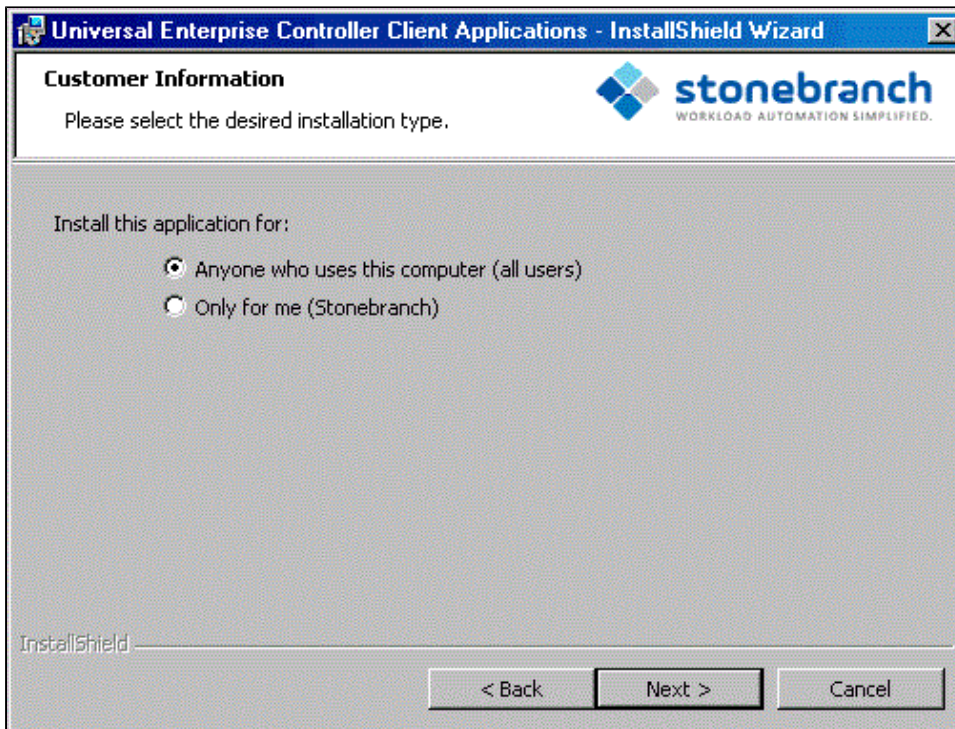 Universal Enterprise Controller Client Applications - InstallShield Wizard
Customer Information
Please select the desired installation type.
stonebranch
WORKLOAD AUTOMATION SIMPLIFIED.
Install this application for:
Anyone who uses this computer (all users)
Only for me (Stonebranch)
InstallShield
< Back
Next >
Cancel